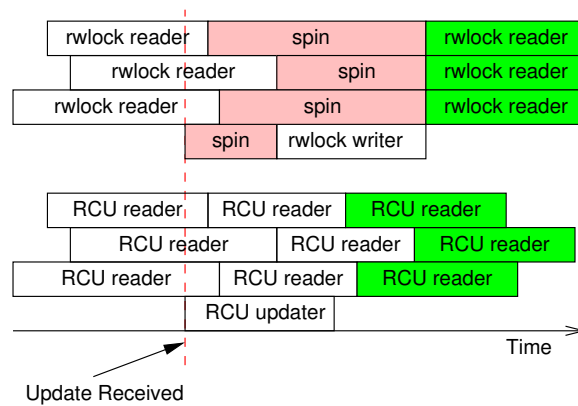 rwlock reader spin rwlock reader
rwlock reader spin rwlock reader
rwlock reader spin rwlock reader
spin rwlock writer
RCU reader RCU reader RCU reader
RCU reader RCU reader RCU reader
RCU reader RCU reader RCU reader
RCU updater
Time
Update Received